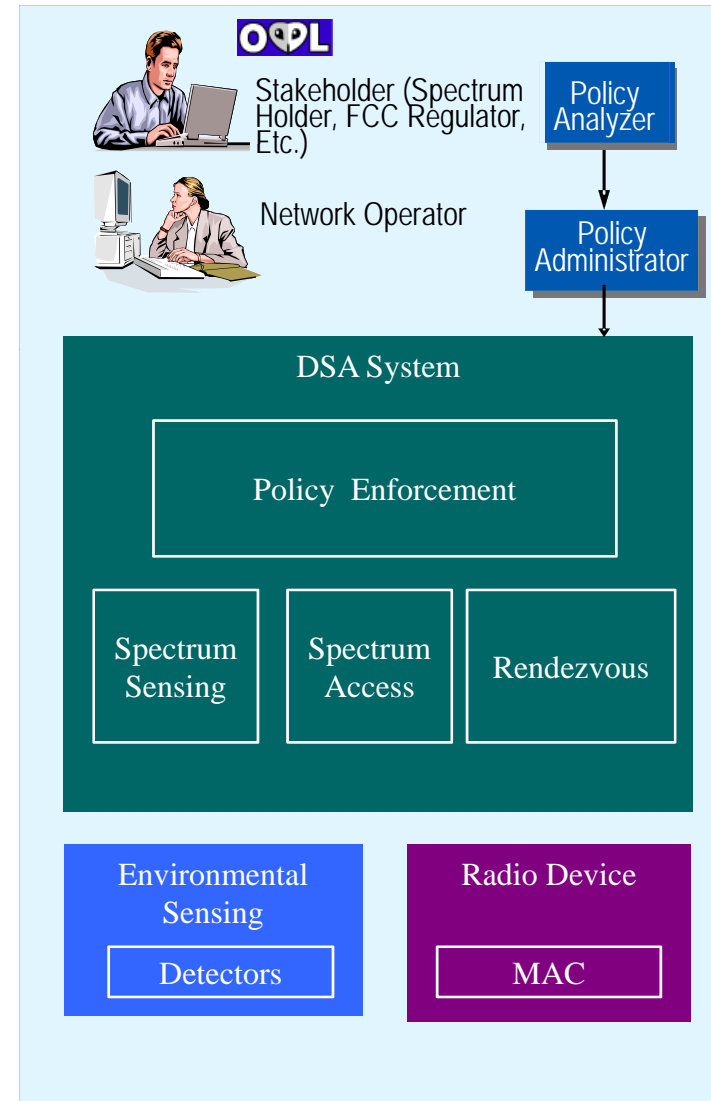 OWL
Stakeholder (Spectrum
Holder, FCC Regulator,
Etc.)
Policy
Analyzer
Network Operator
Policy
Administrator
DSA System
Policy Enforcement
Spectrum
Sensing
Spectrum
Access
Rendezvous
Environmental
Sensing
Detectors
Radio Device
MAC